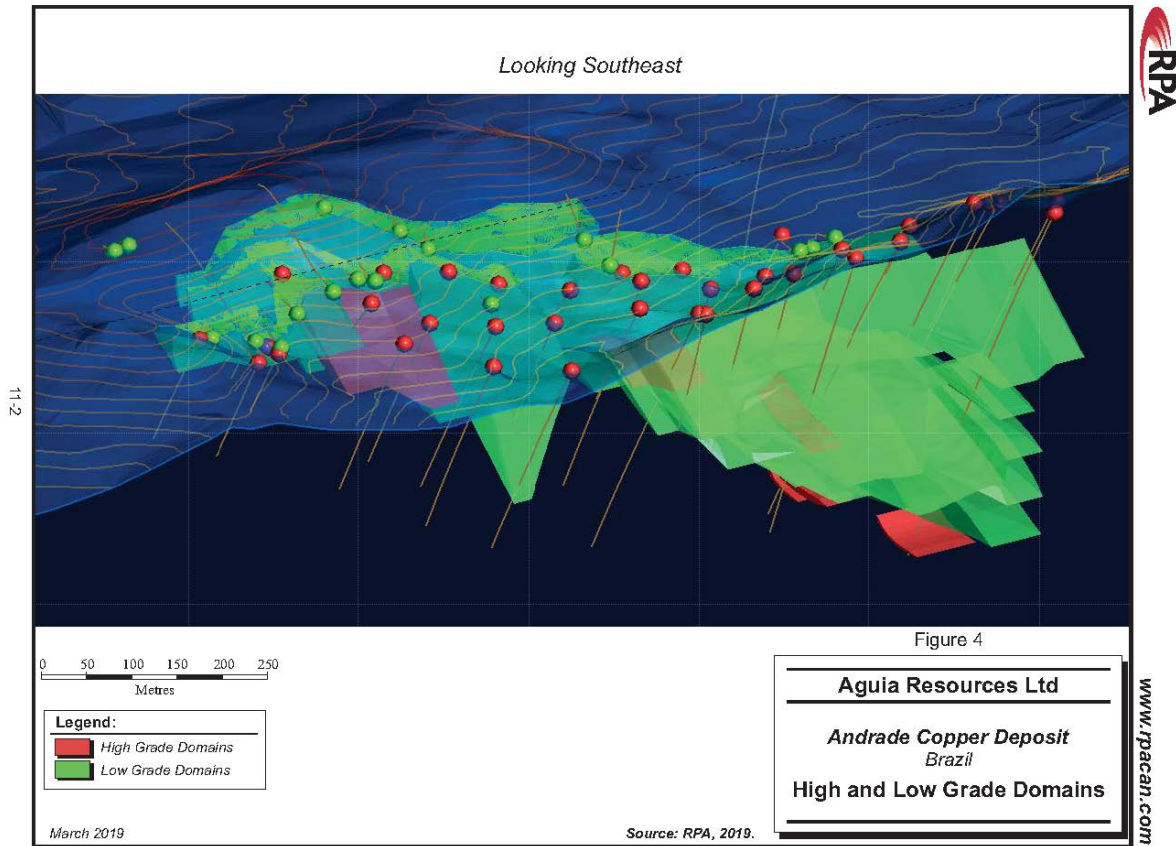 Looking Southeast
RPA
11-2
0 50 100 150 200 250
Metres
Legend:
High Grade Domains
Low Grade Domains
Figure 4
Aguia Resources Ltd
Andrade Copper Deposit
Brazil
High and Low Grade Domains
March 2019
Source: RPA, 2019.
www.rpacan.com